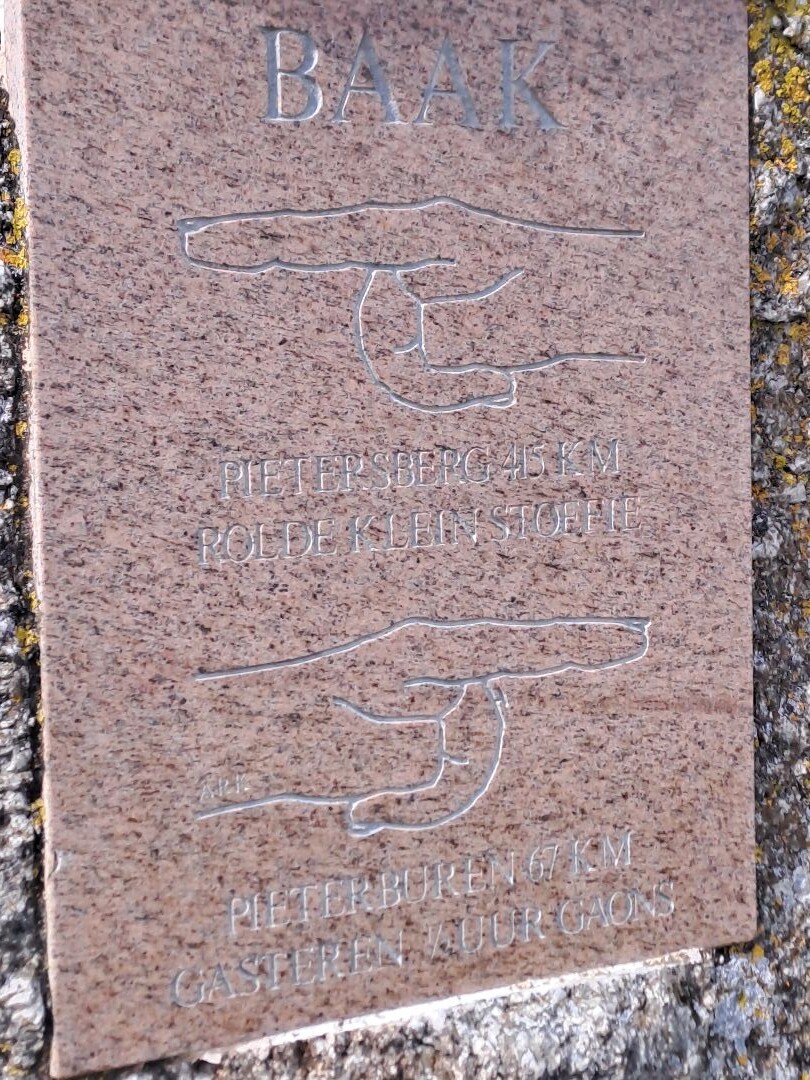 BAAK
PIETERSBERG 415 KM
ROLDE KLEIN STOFFIE
PIETERBUREN 67 KM
GASTEREN ½ UUR GAONS